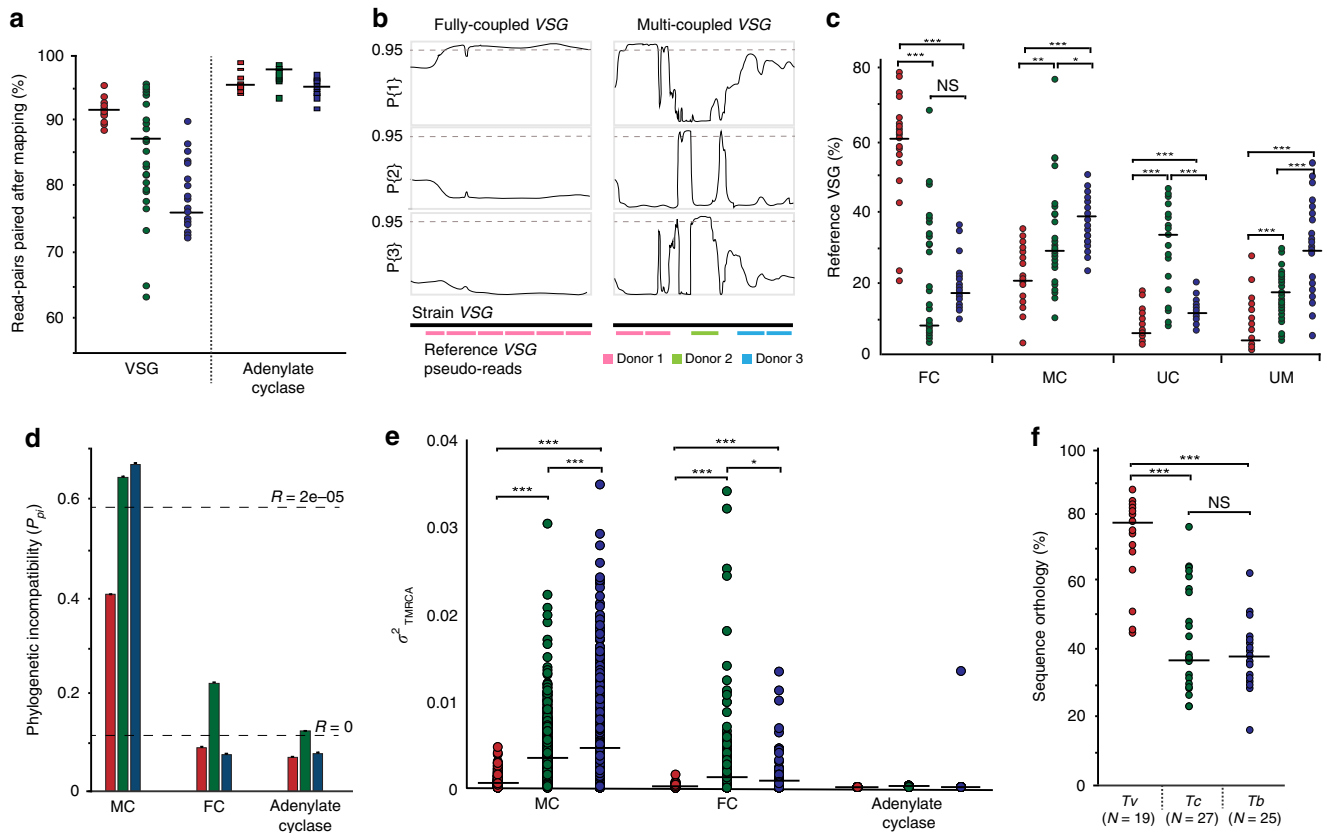 a
Read-pairs paired after mapping (%)
100
90
80
70
60
VSG
Adenylate
cyclase
b
Fully-coupled VSG
Multi-coupled VSG
0.95
P{1}
0.95
P{2}
0.95
P{3}
Strain VSG
Reference VSG
pseudo-reads
Donor 1
Donor 2
Donor 3
c
Reference VSG (%)
80
60
40
20
0
***
***
NS
***
**
*
***
***
***
***
***
***
FC
MC
UC
UM
d
Phylogenetic incompatibility (Ppi)
0.6
0.4
0.2
0
R = 2e–05
R = 0
MC
FC
Adenylate
cyclase
e
σ² TMRCA
0.04
0.03
0.02
0.01
0
***
***
***
***
***
*
MC
FC
Adenylate
cyclase
f
Sequence orthology (%)
100
80
60
40
20
0
***
***
NS
Tv
Tc
Tb
(N = 19)
(N = 27)
(N = 25)